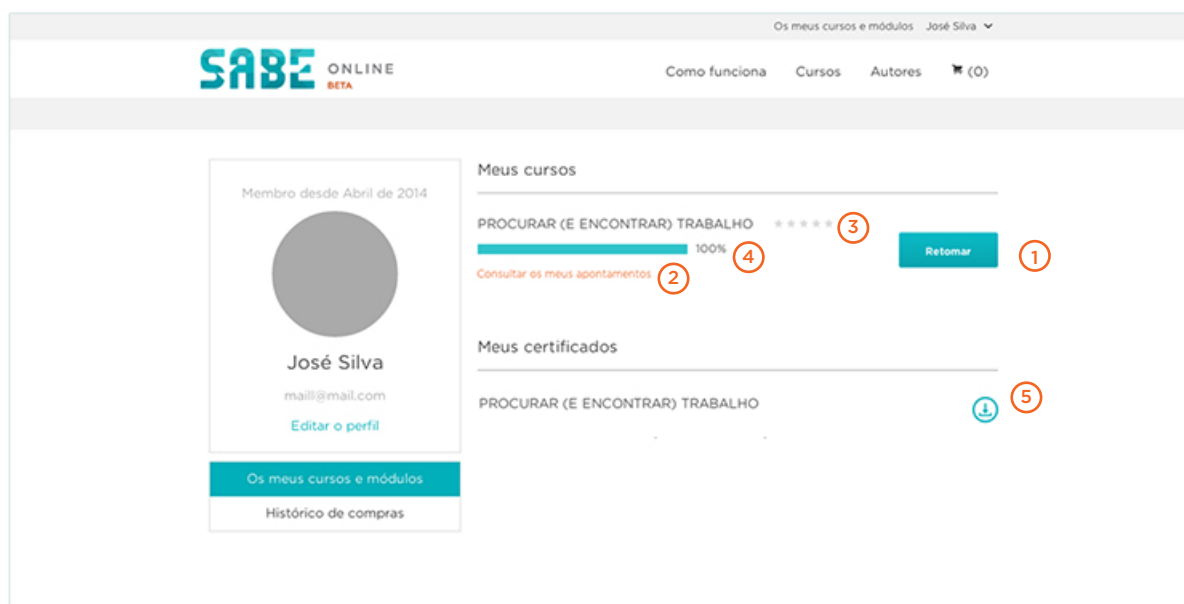 Os meus cursos e módulos José Silva
SABE ONLINE
BETA
Como funciona Cursos Autores (0)
Membro desde Abril de 2014
José Silva
maill@mail.com
Editar o perfil
Os meus cursos e módulos
Histórico de compras
Meus cursos
PROCURAR (E ENCONTRAR) TRABALHO 3
100% 4
Retomar 1
Consultar os meus apontamentos 2
Meus certificados
PROCURAR (E ENCONTRAR) TRABALHO 5